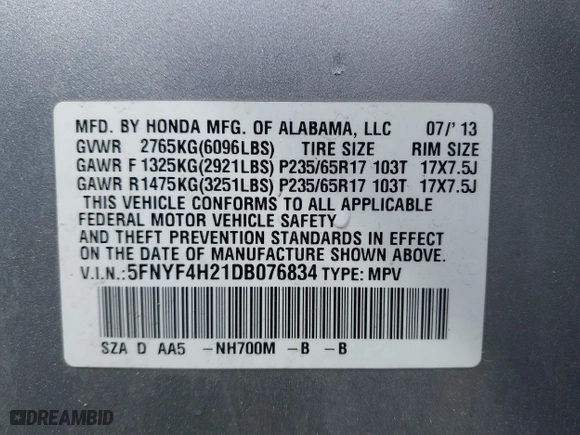 MFD. BY HONDA MFG. OF ALABAMA, LLC 07/'13
GVWR 2765KG(6096LBS) TIRE SIZE RIM SIZE
GAWR F 1325KG(2921LBS) P235/65R17 103T 17X7.5J
GAWR R1475KG(3251LBS) P235/65R17 103T 17X7.5J
THIS VEHICLE CONFORMS TO ALL APPLICABLE
FEDERAL MOTOR VEHICLE SAFETY
AND THEFT PREVENTION STANDARDS IN EFFECT ON
THE DATE OF MANUFACTURE SHOWN ABOVE.
V.I.N.:5FNYF4H21DB076834 TYPE: MPV
SZA D AA5 -NH700M -B -B
DREAMBID